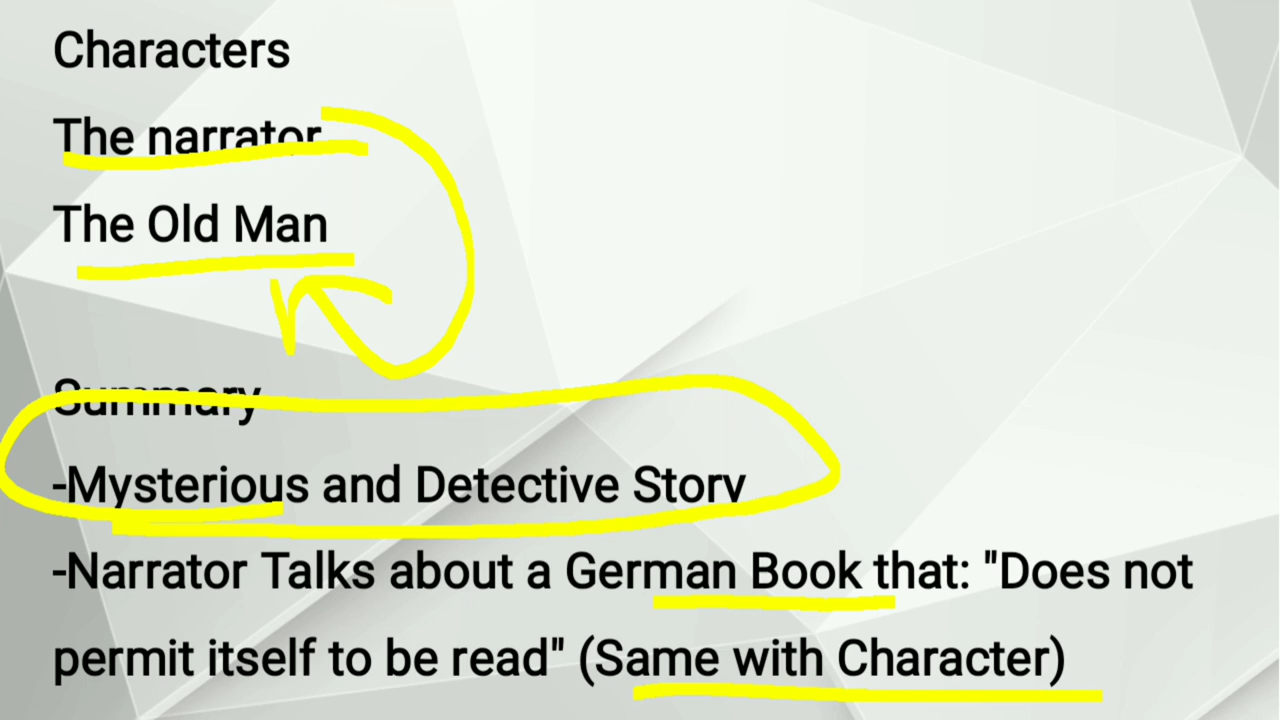 Characters
The narrator
The Old Man
Summary
-Mysterious and Detective Story
-Narrator Talks about a German Book that: "Does not
permit itself to be read" (Same with Character)